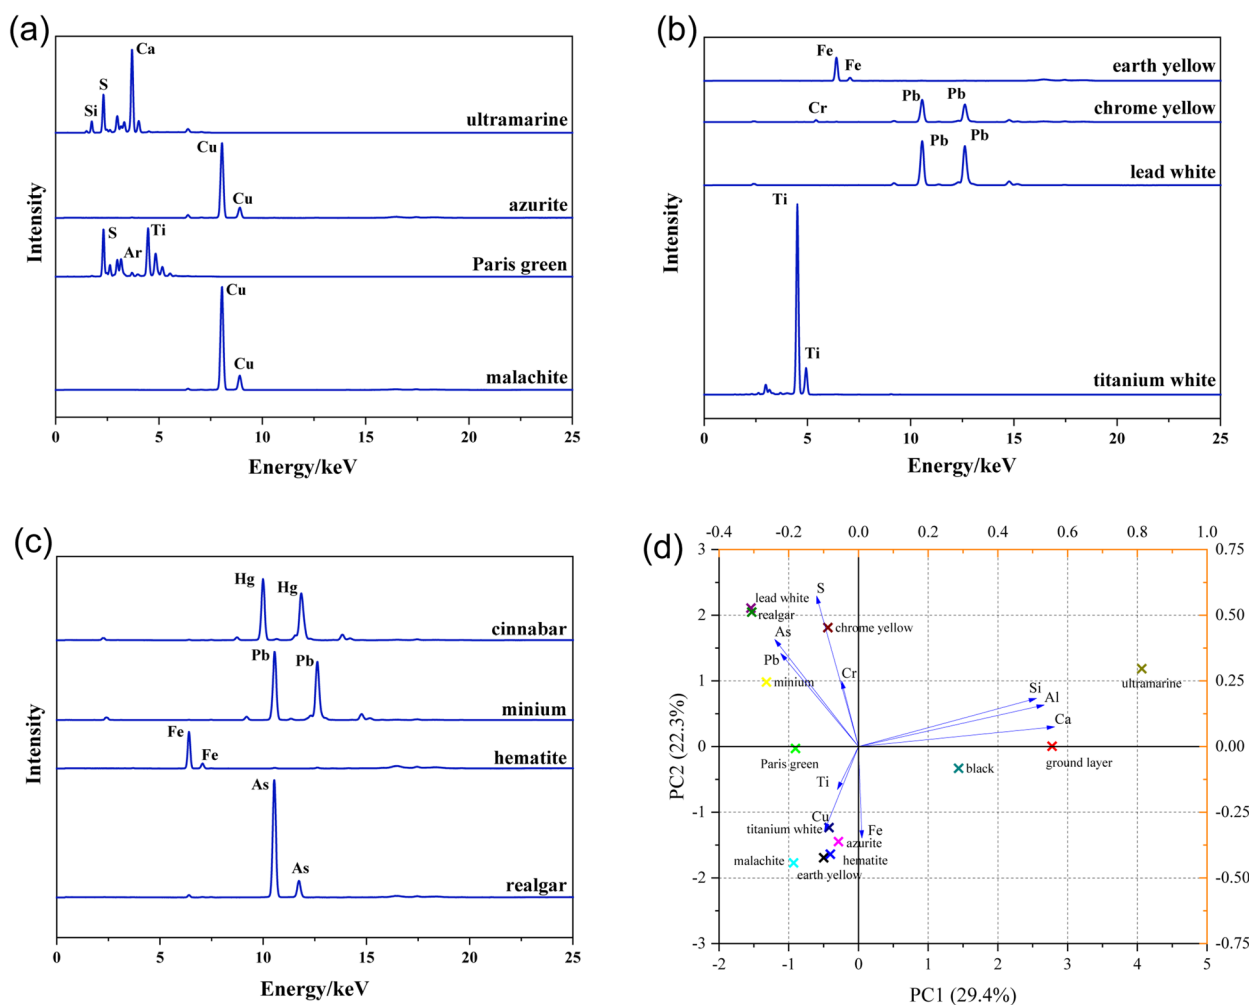 (a)
Ca
S
Si
ultramarine
Cu
Cu
azurite
S
Ar
Ti
Paris green
Cu
Cu
malachite
Intensity
0 5 10 15 20 25
Energy/keV
(b)
Fe
Fe
earth yellow
Cr
Pb
Pb
chrome yellow
Pb
Pb
lead white
Ti
Ti
titanium white
Intensity
0 5 10 15 20 25
Energy/keV
(c)
Hg
Hg
cinnabar
Pb
Pb
minium
Fe
Fe
hematite
As
As
realgar
Intensity
0 5 10 15 20 25
Energy/keV
(d)
-0.4 -0.2 0.0 0.2 0.4 0.6 0.8 1.0
3
2
1
0
-1
-2
-3
PC2 (22.3%)
0.75
0.50
0.25
0.00
-0.25
-0.50
-0.75
lead white
realgar
S
chrome yellow
As
Pb
minium
Cr
ultramarine
Si
Al
Ca
Paris green
ground layer
black
Ti
Cu
Fe
titanium white
azurite
malachite
hematite
earth yellow
-2 -1 0 1 2 3 4 5
PC1 (29.4%)